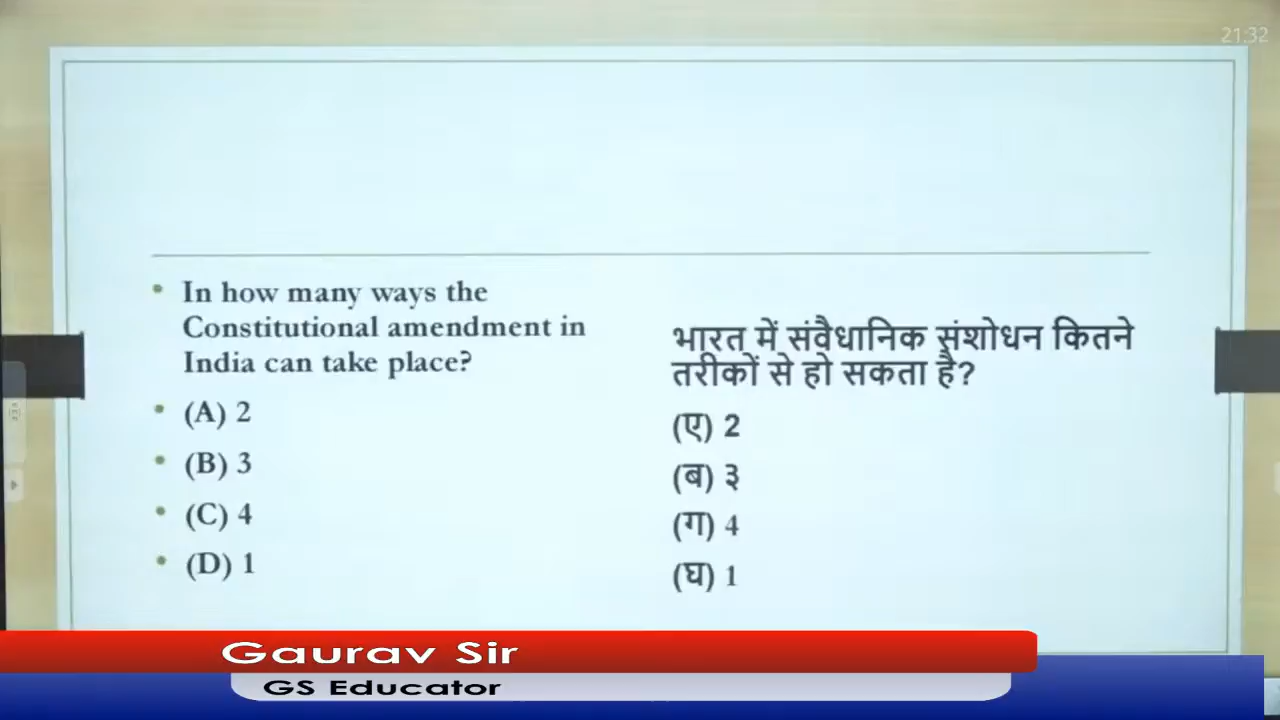 21:32
• In how many ways the
Constitutional amendment in
India can take place?
• (A) 2
• (B) 3
• (C) 4
• (D) 1
भारत में संवैधानिक संशोधन कितने
तरीकों से हो सकता है?
(ए) 2
(ब) ३
(ग) 4
(घ) 1
Gaurav Sir
GS Educator